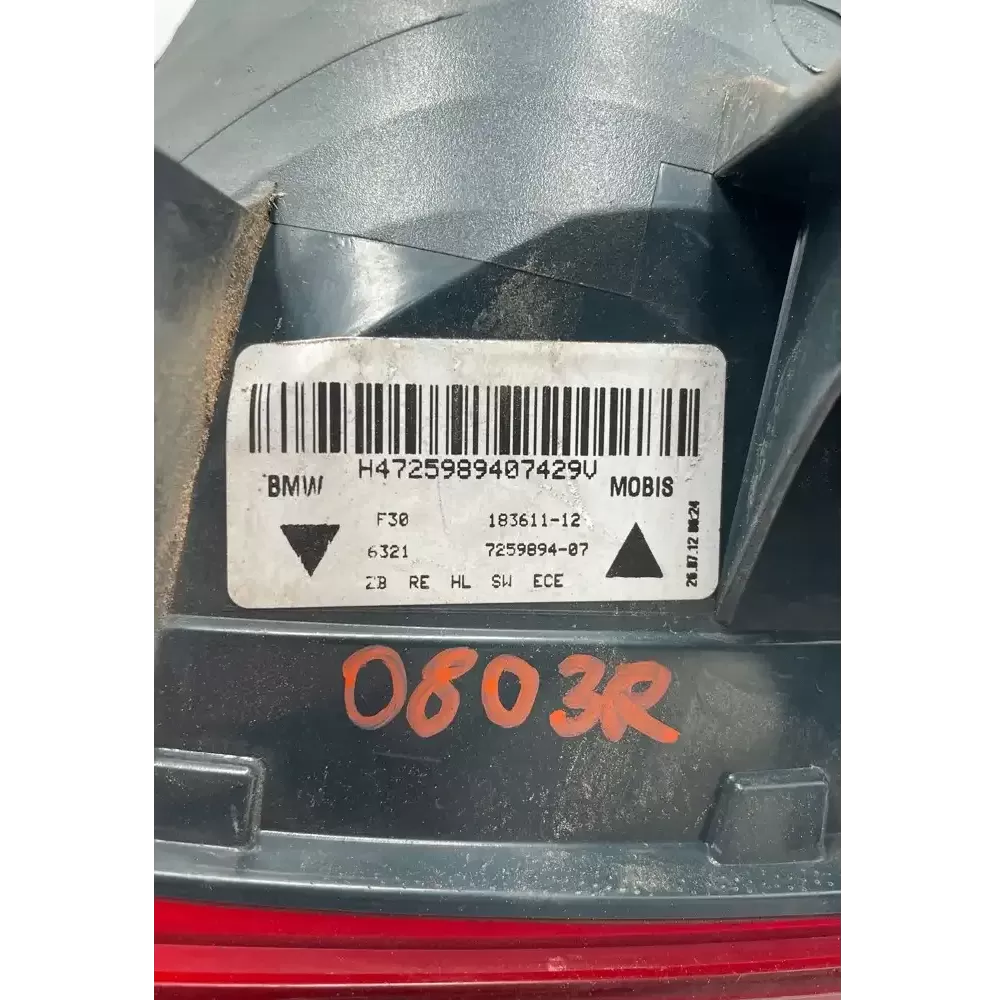 H4725989407429V
BMW MOBIS
F30 183611-12
6321 7259894-07
ZB RE HL SW ECE
26.07.12 08:24
0803R